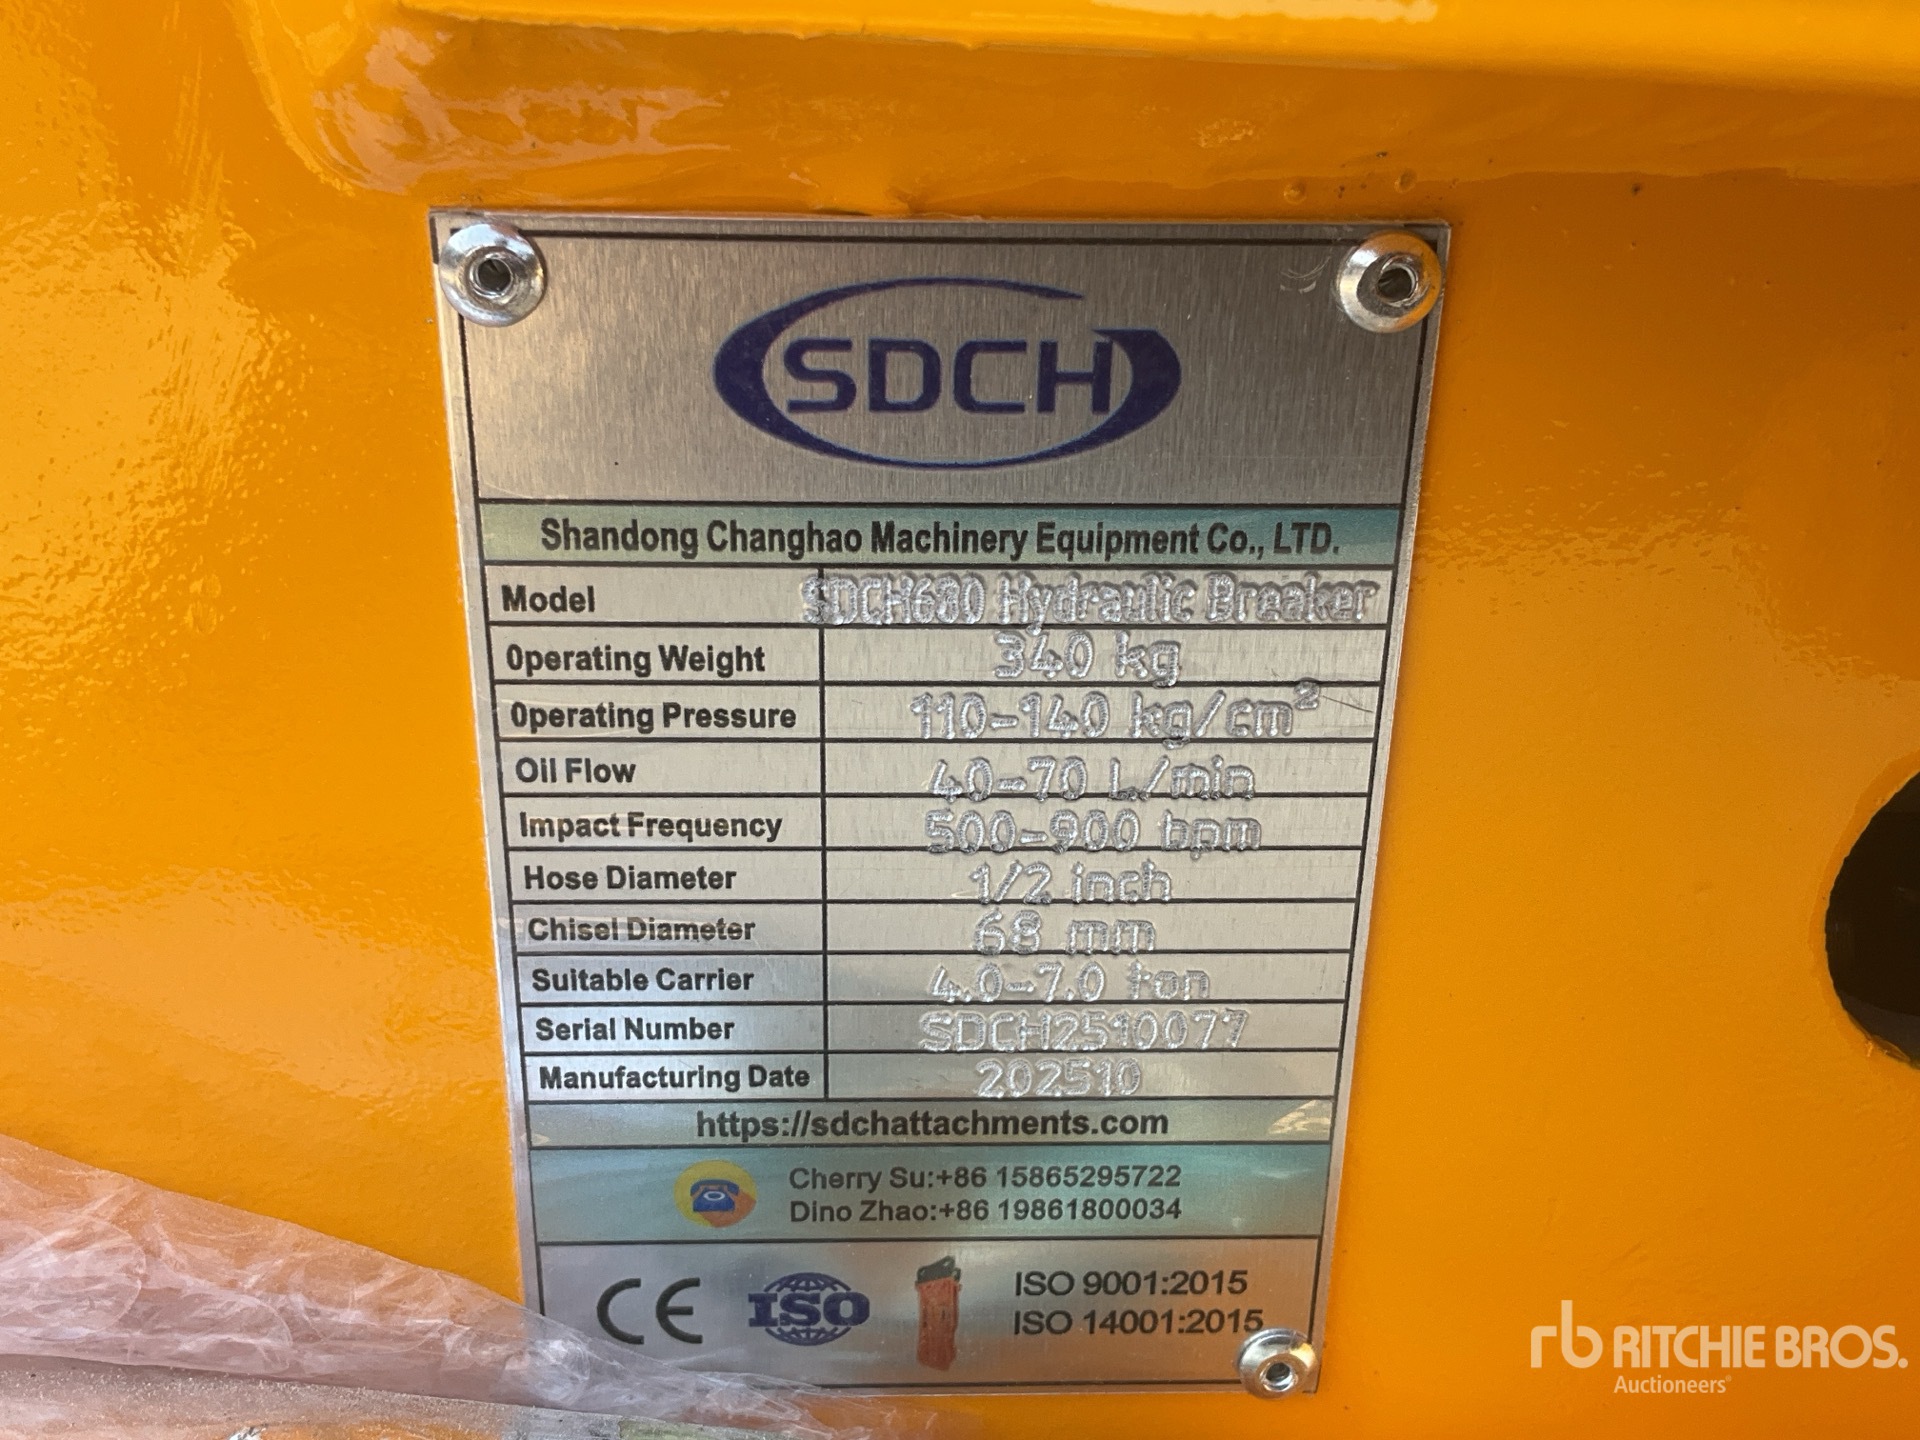 SDCH
Shandong Changhao Machinery Equipment Co., LTD.
Model SDCH680 Hydraulic Breaker
Operating Weight 340 kg
Operating Pressure 110-140 kg/cm²
Oil Flow 40-70 L/min
Impact Frequency 500-900 bpm
Hose Diameter 1/2 inch
Chisel Diameter 68 mm
Suitable Carrier 4.0-7.0 ton
Serial Number SDCH2510077
Manufacturing Date 202510
https://sdchattachments.com
Cherry Su:+86 15865295722
Dino Zhao:+86 19861800034
CE ISO ISO 9001:2015
ISO 14001:2015
rb RITCHIE BROS.
Auctioneers®